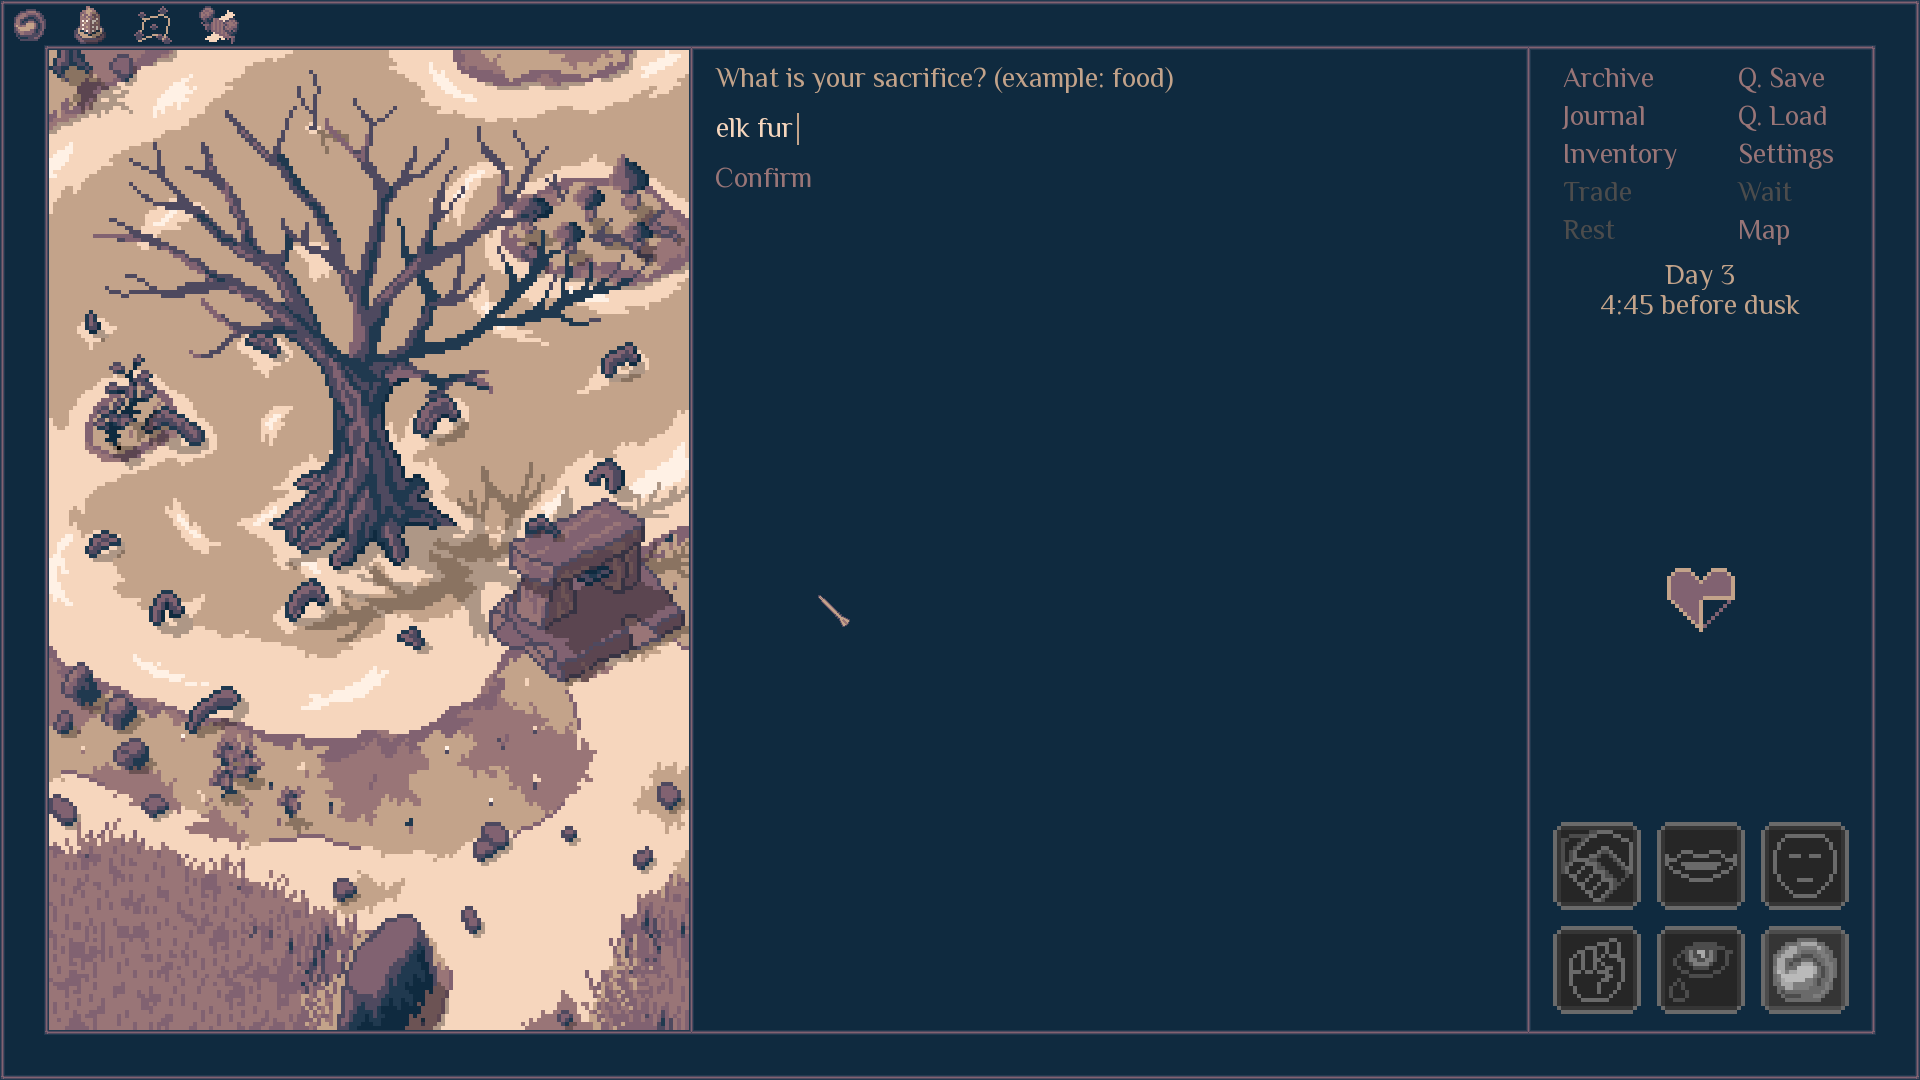 What is your sacrifice? (example: food)
elk fur
Confirm
Archive
Q. Save
Journal
Q. Load
Inventory
Settings
Trade
Wait
Rest
Map
Day 3
4:45 before dusk